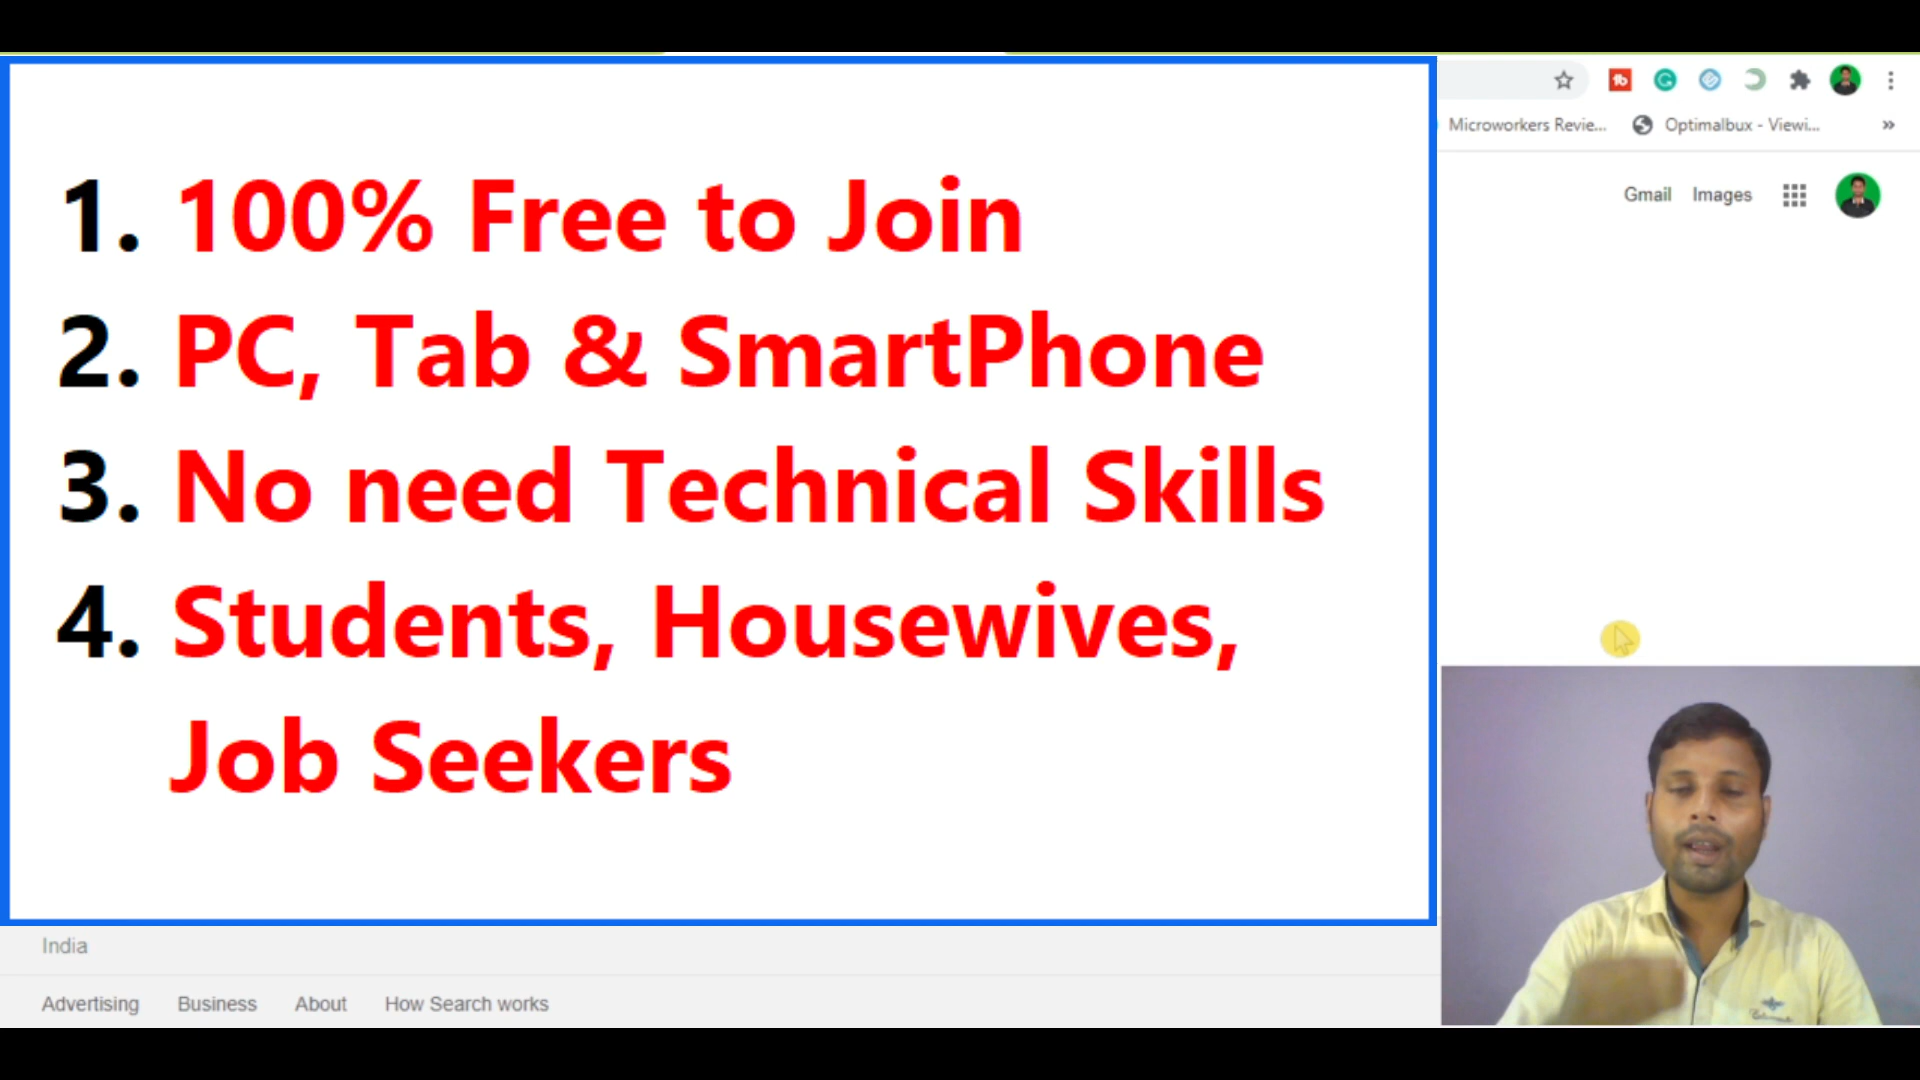 1. 100% Free to Join
2. PC, Tab & SmartPhone
3. No need Technical Skills
4. Students, Housewives,
Job Seekers
Microworkers Revie...
Optimalbux - Viewi...
»
Gmail
Images
India
Advertising
Business
About
How Search works